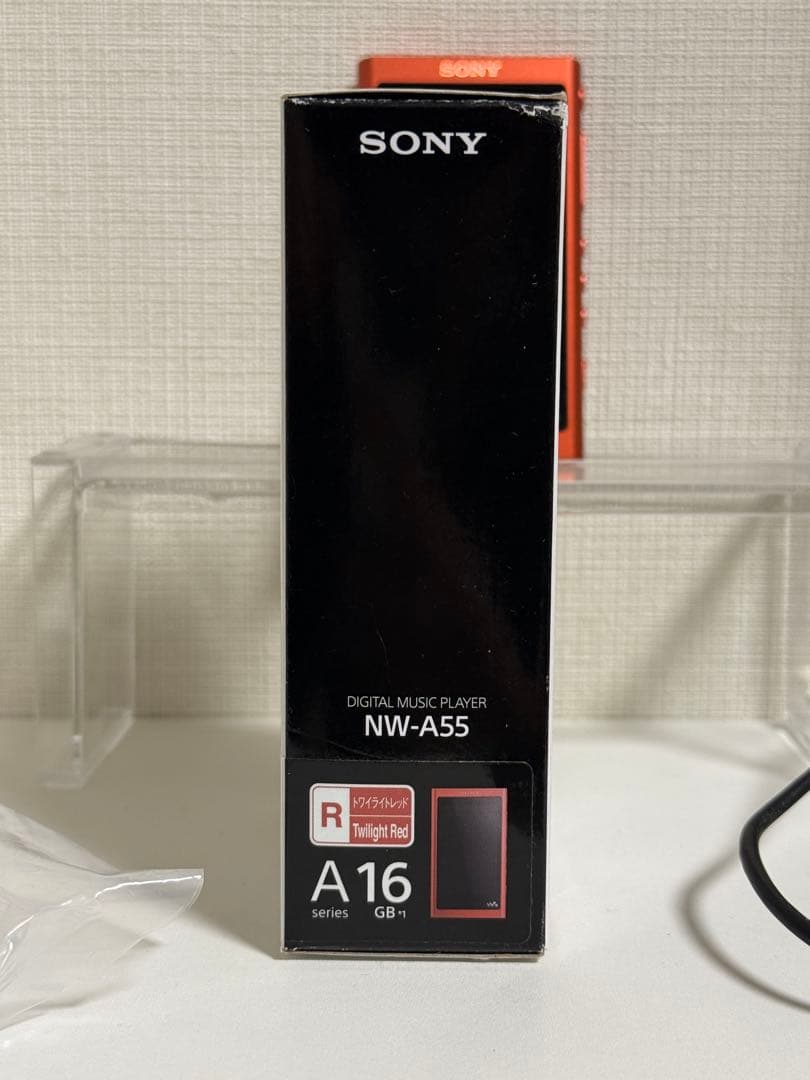 SONY
SONY
DIGITAL MUSIC PLAYER
NW-A55
R
トワイライトレッド
Twilight Red
A 16
series GB *1